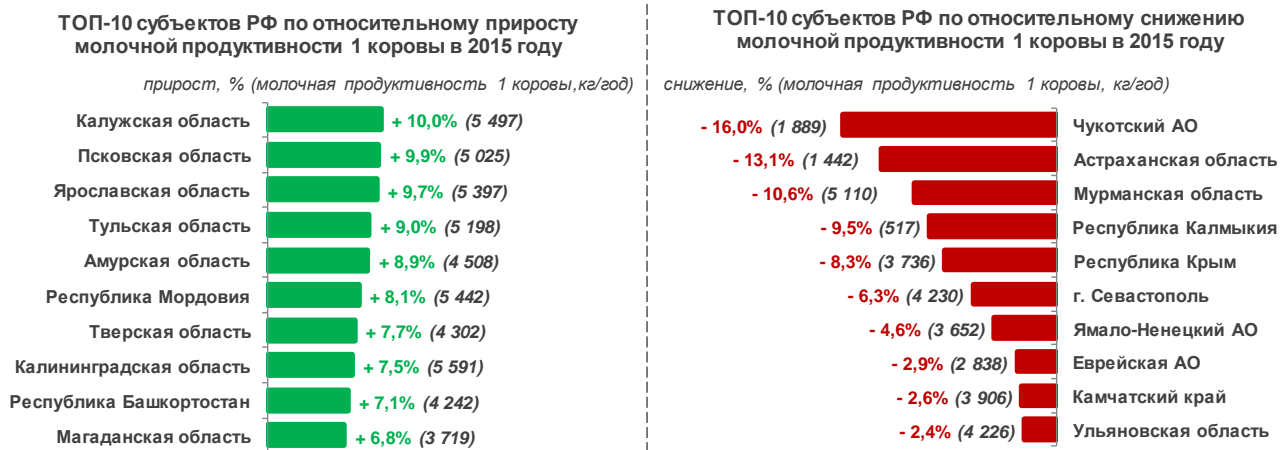 ТОП-10 субъектов РФ по относительному приросту
молочной продуктивности 1 коровы в 2015 году
прирост, % (молочная продуктивность 1 коровы,кг/год)
Калужская область + 10,0% (5 497)
Псковская область + 9,9% (5 025)
Ярославская область + 9,7% (5 397)
Тульская область + 9,0% (5 198)
Амурская область + 8,9% (4 508)
Республика Мордовия + 8,1% (5 442)
Тверская область + 7,7% (4 302)
Калининградская область + 7,5% (5 591)
Республика Башкортостан + 7,1% (4 242)
Магаданская область + 6,8% (3 719)
ТОП-10 субъектов РФ по относительному снижению
молочной продуктивности 1 коровы в 2015 году
снижение, % (молочная продуктивность 1 коровы, кг/год)
- 16,0% (1 889) Чукотский АО
- 13,1% (1 442) Астраханская область
- 10,6% (5 110) Мурманская область
- 9,5% (517) Республика Калмыкия
- 8,3% (3 736) Республика Крым
- 6,3% (4 230) г. Севастополь
- 4,6% (3 652) Ямало-Ненецкий АО
- 2,9% (2 838) Еврейская АО
- 2,6% (3 906) Камчатский край
- 2,4% (4 226) Ульяновская область